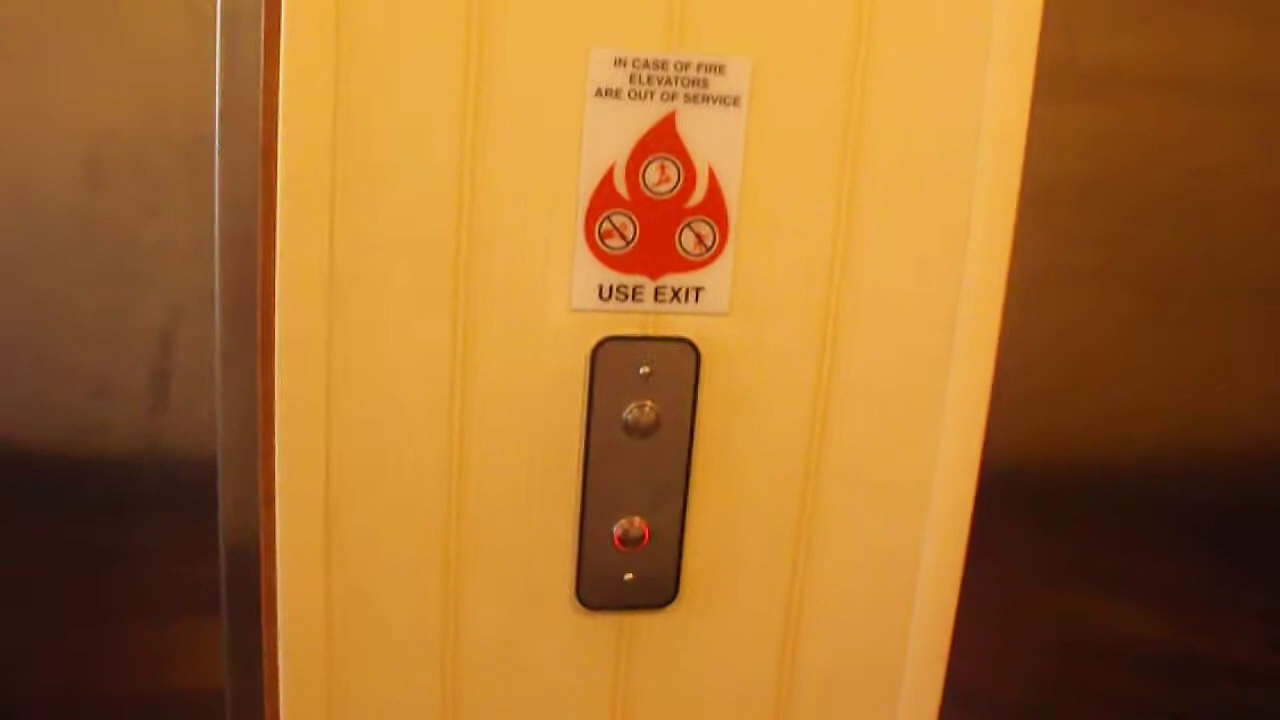 IN CASE OF FIRE
ELEVATORS
ARE OUT OF SERVICE
USE EXIT